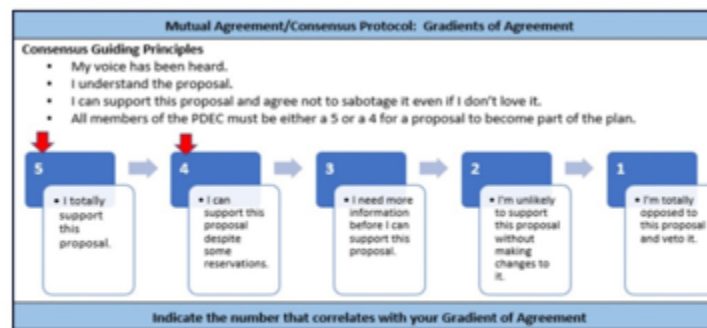 Mutual Agreement/Consensus Protocol: Gradients of Agreement
Consensus Guiding Principles
• My voice has been heard.
• I understand the proposal.
• I can support this proposal and agree not to sabotage it even if I don't love it.
• All members of the PDEC must be either a 5 or a 4 for a proposal to become part of the plan.
5
• I totally
support
this
proposal.
4
• I can
support this
proposal
despite
some
reservations.
3
• I need more
information
before I can
support this
proposal.
2
• I'm unlikely
to support
this proposal
without
making
changes to
it.
1
• I'm totally
opposed to
this proposal
and veto it.
Indicate the number that correlates with your Gradient of Agreement